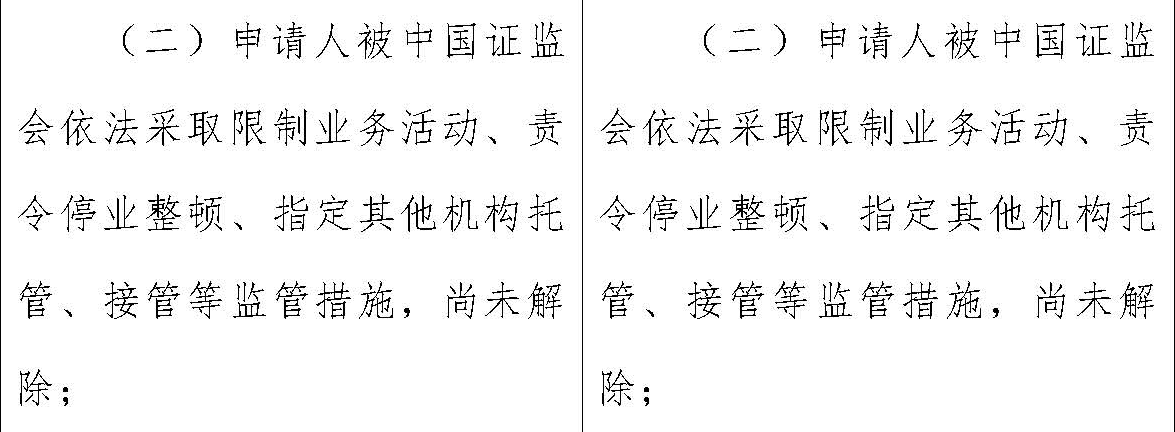 （二）申请人被中国证监
会依法采取限制业务活动、责
令停业整顿、指定其他机构托
管、接管等监管措施，尚未解
除；
（二）申请人被中国证监
会依法采取限制业务活动、责
令停业整顿、指定其他机构托
管、接管等监管措施，尚未解
除；